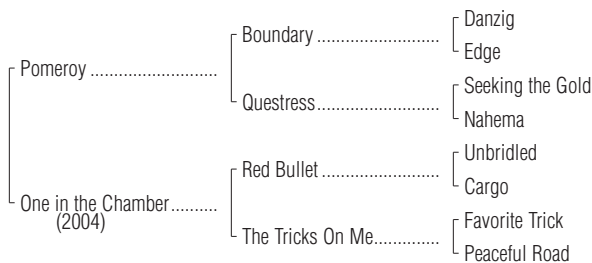 Danzig
Boundary ..........................
Edge
Pomeroy ...........................
Seeking the Gold
Questress..........................
Nahema
Unbridled
Red Bullet .........................
Cargo
One in the Chamber..........
(2004)
Favorite Trick
The Tricks On Me..............
Peaceful Road